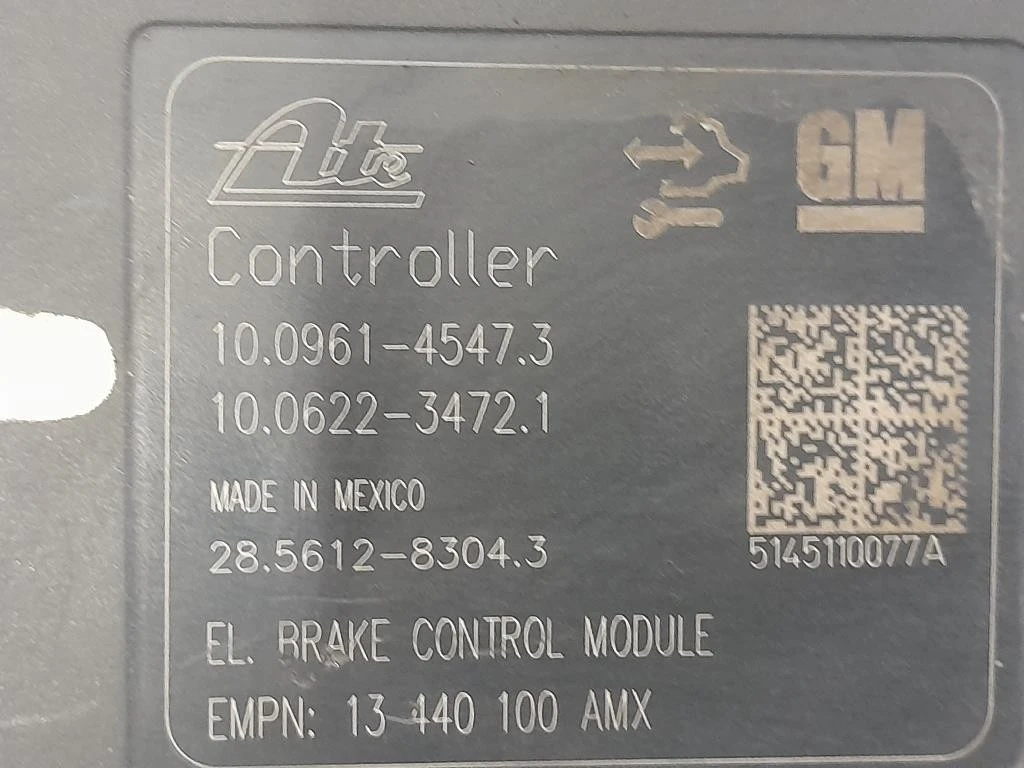 Ate
GM
Controller
10.0961-4547.3
10.0622-3472.1
MADE IN MEXICO
28.5612-8304.3
5145110077A
EL. BRAKE CONTROL MODULE
EMPN: 13 440 100 AMX